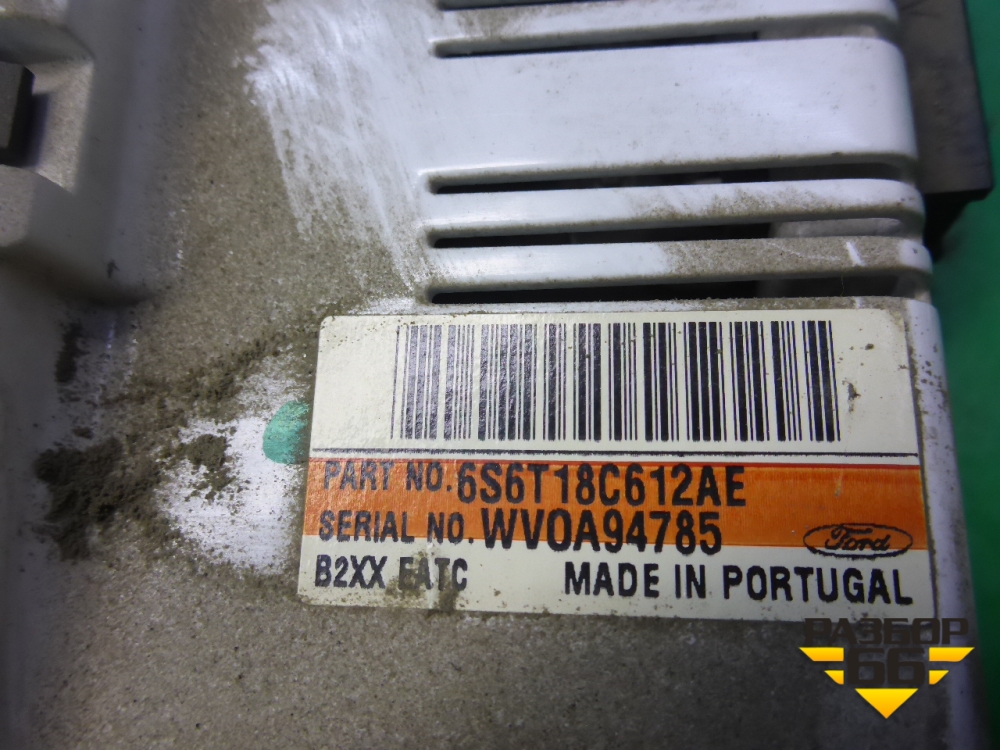 PART NO. 6S6T18C612AE
SERIAL NO. WV0A94785
Ford
B2XX EATC MADE IN PORTUGAL
РАЗБОР
66